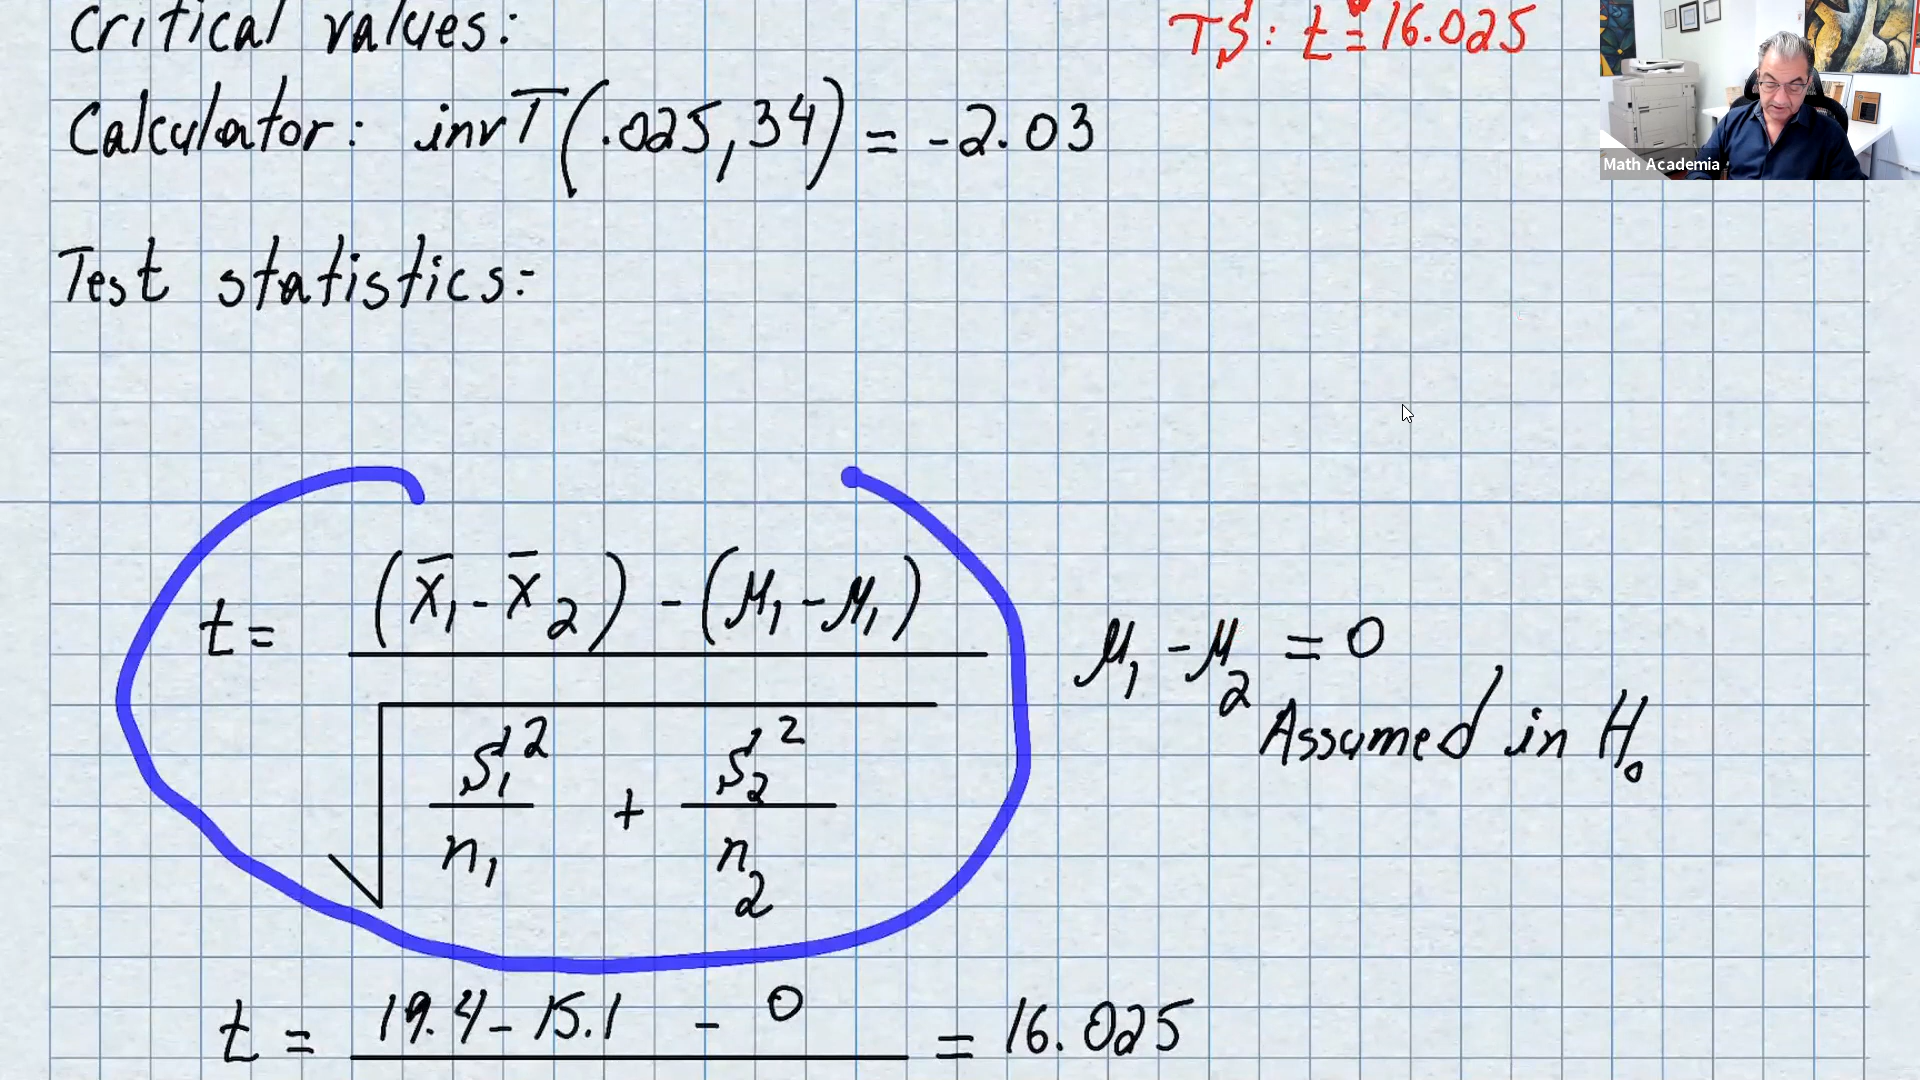 Critical values:
TS: t = 16.025
Calculator: invT(.025,34) = -2.03
Math Academia
Test statistics:
t = (x̄₁ - x̄₂) - (μ₁ - μ₁)
√ S₁²/n₁ + S₂²/n₂
μ₁ - μ₂ = 0
Assumed in H₀
t = 19.4 - 15.1 - 0 = 16.025